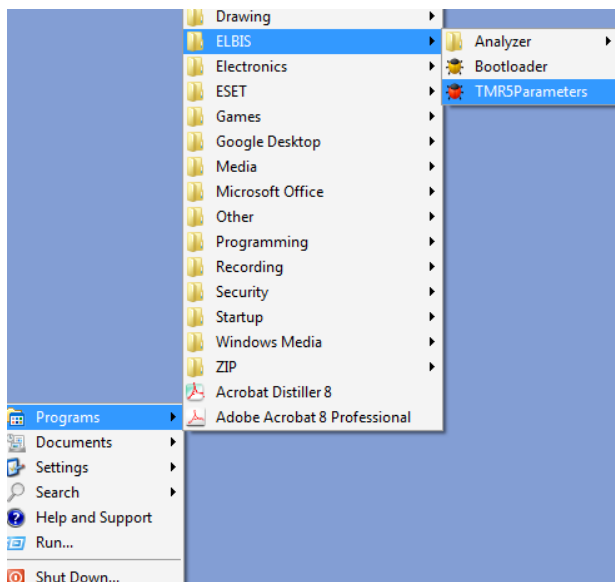 Drawing
ELBIS
Electronics
ESET
Games
Google Desktop
Media
Microsoft Office
Other
Programming
Recording
Security
Startup
Windows Media
ZIP
Acrobat Distiller 8
Adobe Acrobat 8 Professional
Analyzer
Bootloader
TMR5Parameters
Programs
Documents
Settings
Search
Help and Support
Run...
Shut Down...